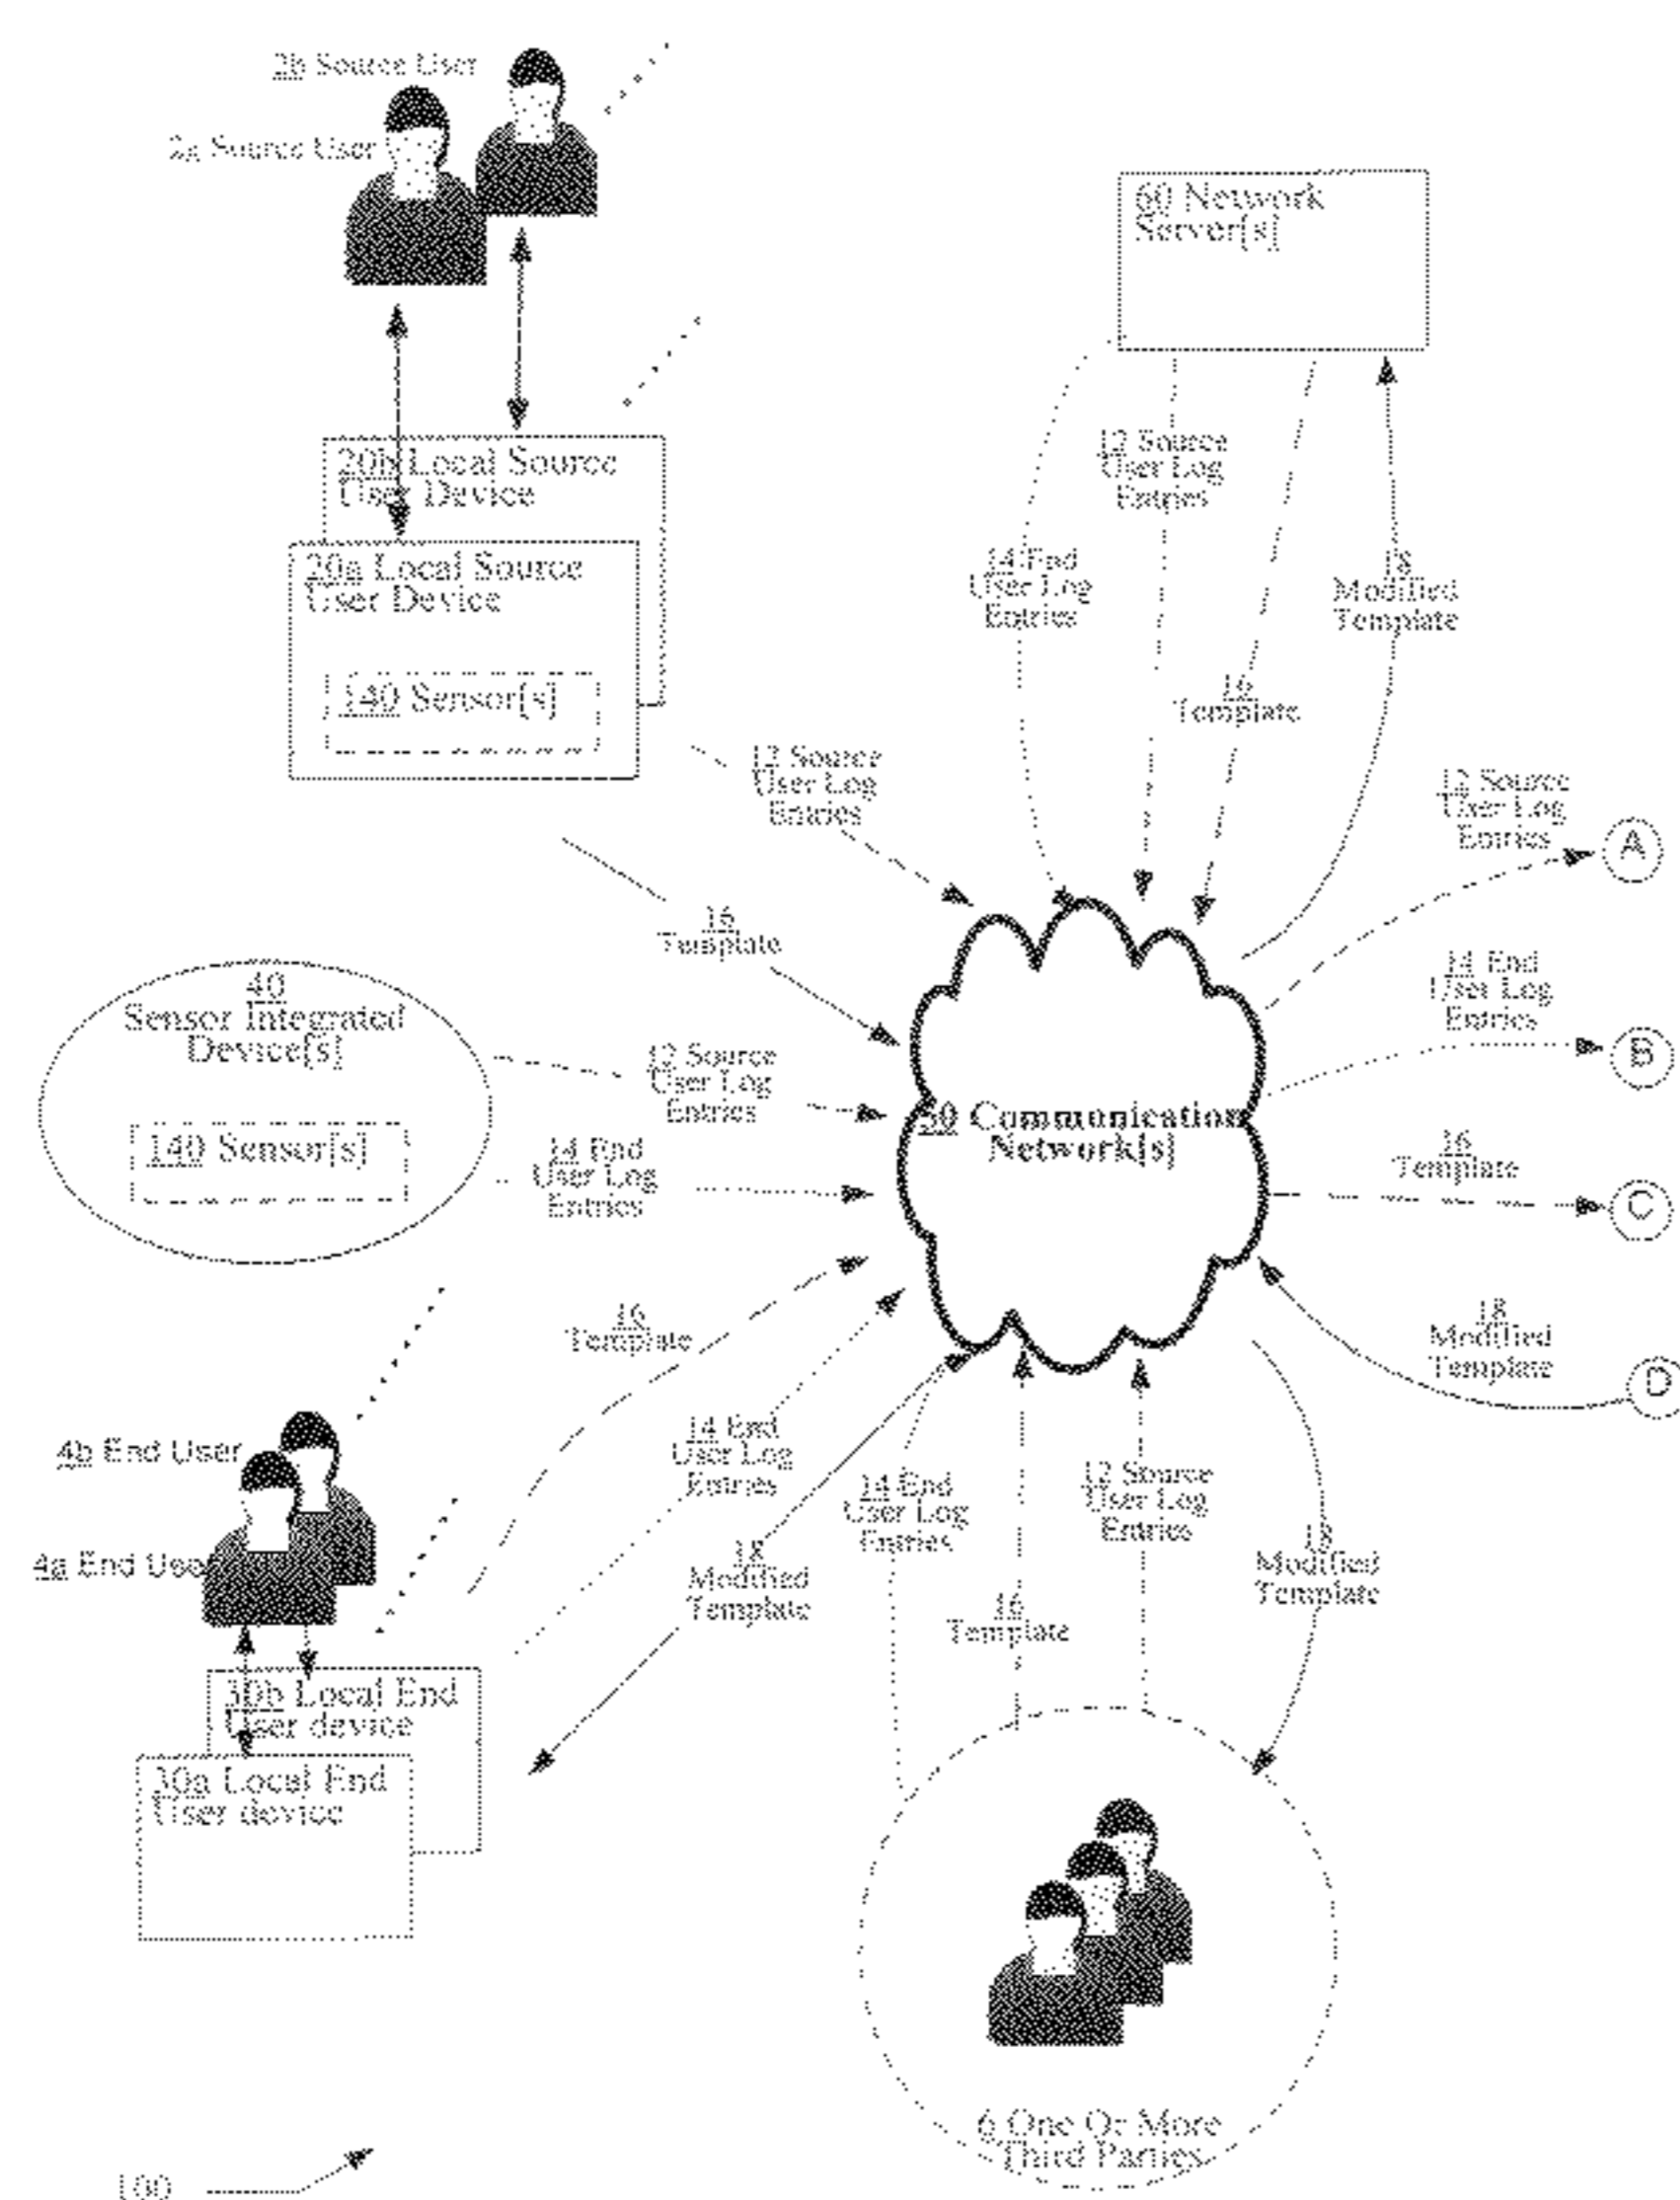 2b Source User
2a Source User
60 Network
Server[s]
20b Local Source
User Device
20a Local Source
User Device
140 Sensor[s]
12 Source
User Log
Entries
14 End
User Log
Entries
18
Modified
Template
16
Template
12 Source
User Log
Entries
12 Source
User Log
Entries
A
16
Template
14 End
User Log
Entries
B
40
Sensor Integrated
Device[s]
140 Sensor[s]
12 Source
User Log
Entries
14 End
User Log
Entries
50 Communication
Network[s]
16
Template
C
18
Modified
Template
D
16
Template
4b End User
4a End User
14 End
User Log
Entries
18
Modified
Template
14 End
User Log
Entries
16
Template
12 Source
User Log
Entries
18
Modified
Template
30b Local End
User device
30a Local End
User device
6 One Or More
Third Parties
100